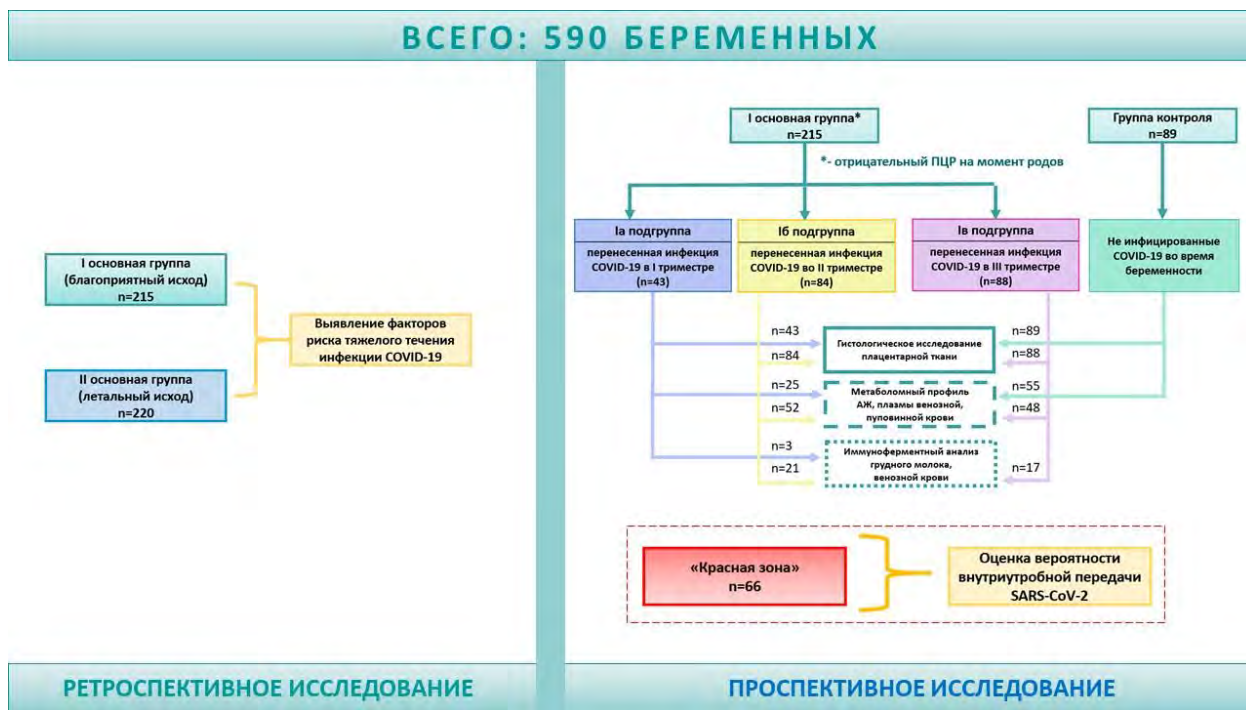 ВСЕГО: 590 БЕРЕМЕННЫХ
I основная группа
(благоприятный исход)
n=215
II основная группа
(летальный исход)
n=220
Выявление факторов
риска тяжелого течения
инфекции COVID-19
РЕТРОСПЕКТИВНОЕ ИССЛЕДОВАНИЕ
I основная группа*
n=215
Группа контроля
n=89
*- отрицательный ПЦР на момент родов
Iа подгруппа
перенесенная инфекция
COVID-19 в I триместре
(n=43)
Iб подгруппа
перенесенная инфекция
COVID-19 во II триместре
(n=84)
Iв подгруппа
перенесенная инфекция
COVID-19 в III триместре
(n=88)
Не инфицированные
COVID-19 во время
беременности
n=43
n=84
Гистологическое исследование
плацентарной ткани
n=89
n=88
n=25
n=52
Метаболомный профиль
АЖ, плазмы венозной,
пуповинной крови
n=55
n=48
n=3
n=21
Иммуноферментный анализ
грудного молока,
венозной крови
n=17
«Красная зона»
n=66
Оценка вероятности
внутриутробной передачи
SARS-CoV-2
ПРОСПЕКТИВНОЕ ИССЛЕДОВАНИЕ